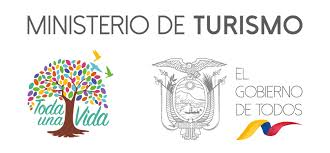 MINISTERIO DE TURISMO
Toda
una Vida
EL
GOBIERNO
DE TODOS